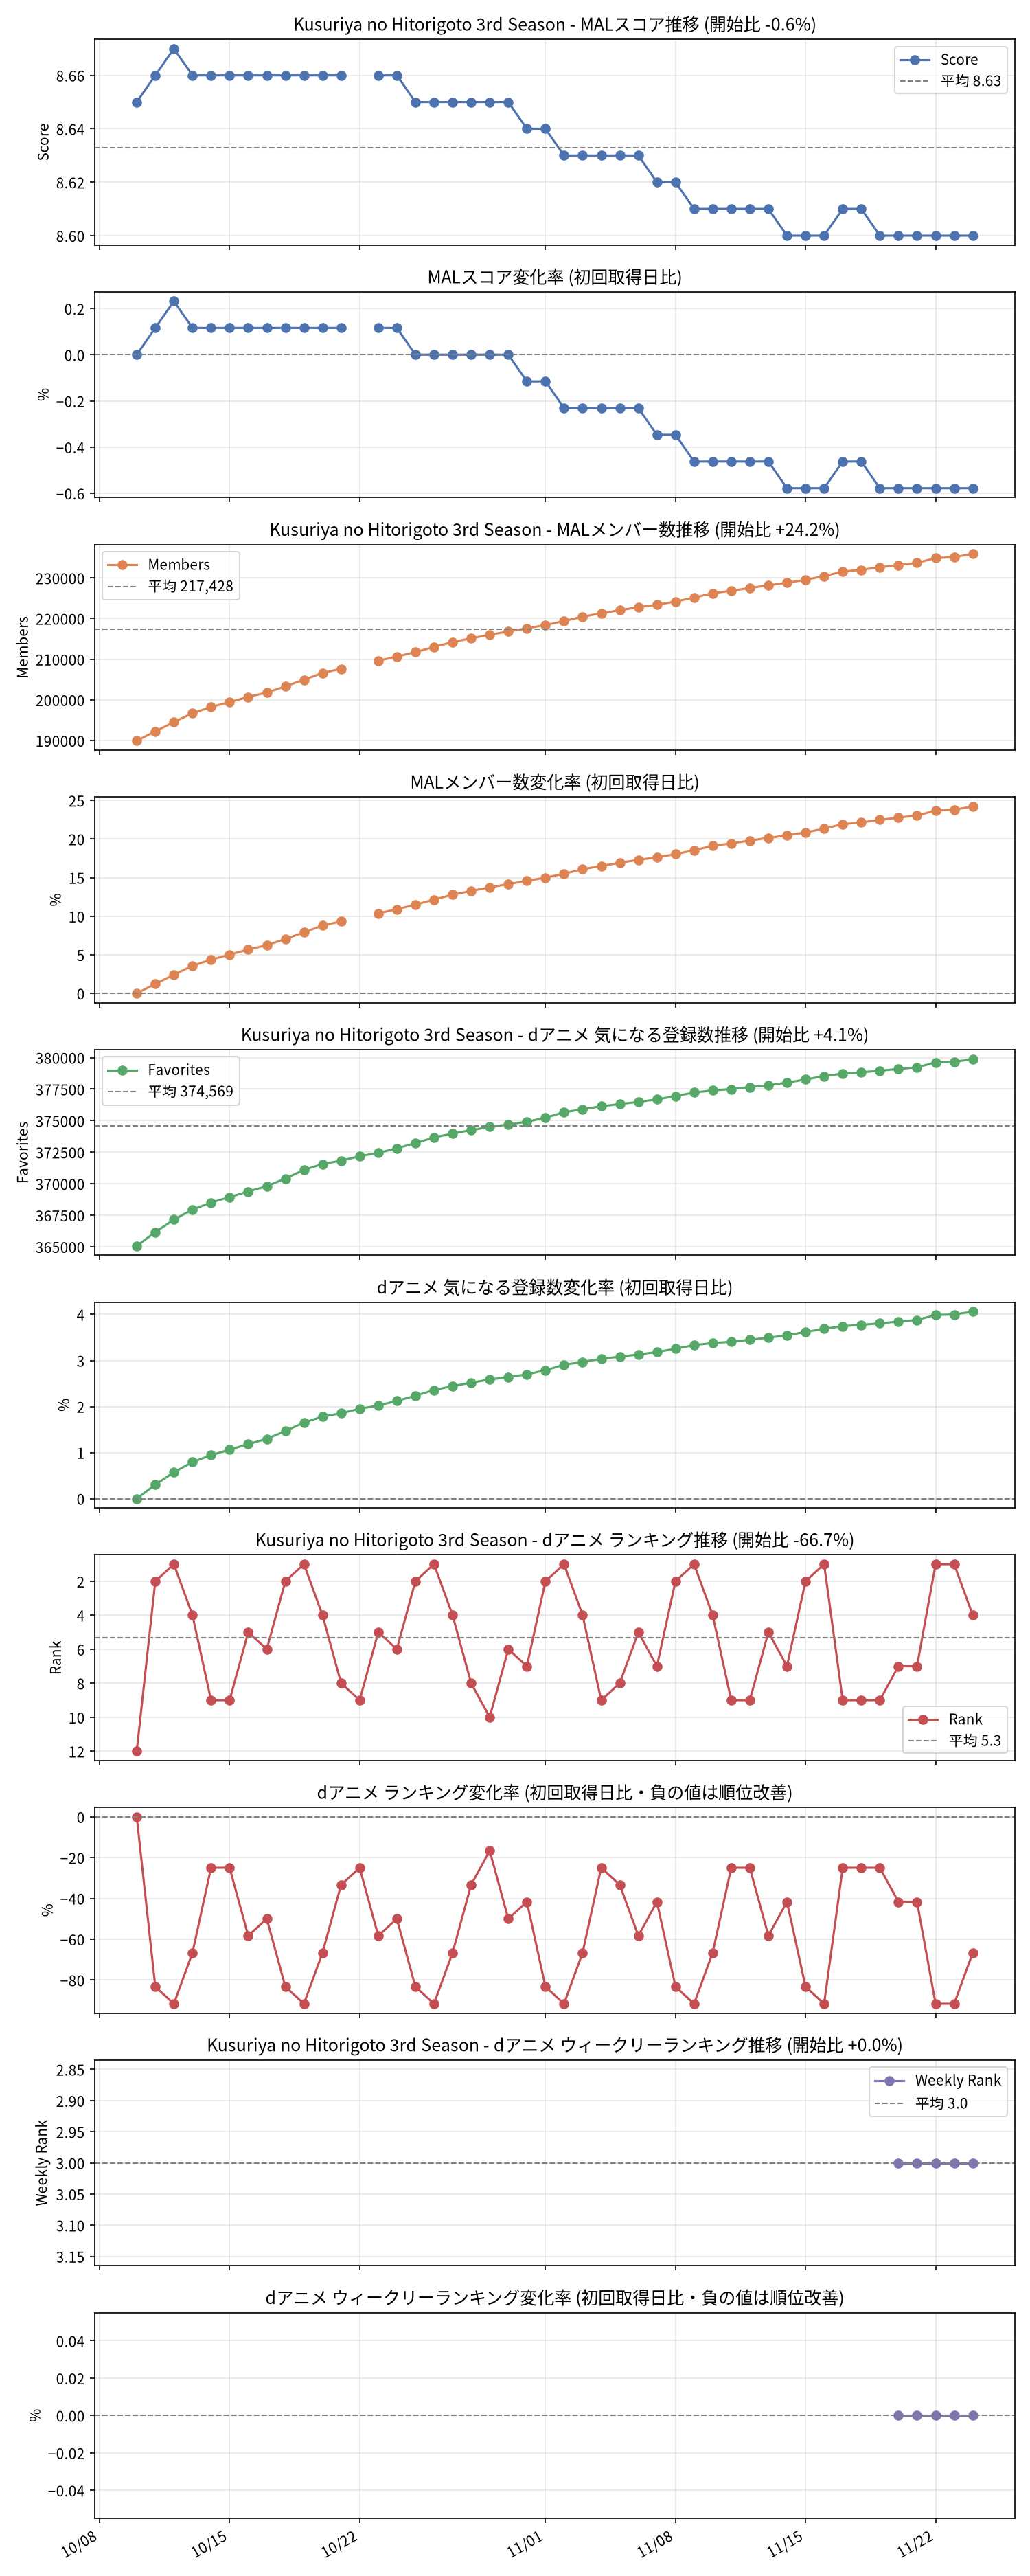 Kusuriya no Hitorigoto 3rd Season - MALスコア推移 (開始比 -0.6%)
Score
平均 8.63
8.66
8.64
8.62
8.60
Score
MALスコア変化率 (初回取得日比)
0.2
0.0
−0.2
−0.4
−0.6
%
Kusuriya no Hitorigoto 3rd Season - MALメンバー数推移 (開始比 +24.2%)
Members
平均 217,428
230000
220000
210000
200000
190000
Members
MALメンバー数変化率 (初回取得日比)
25
20
15
10
5
0
%
Kusuriya no Hitorigoto 3rd Season - dアニメ 気になる登録数推移 (開始比 +4.1%)
Favorites
平均 374,569
380000
377500
375000
372500
370000
367500
365000
Favorites
dアニメ 気になる登録数変化率 (初回取得日比)
4
3
2
1
0
%
Kusuriya no Hitorigoto 3rd Season - dアニメ ランキング推移 (開始比 -66.7%)
2
4
6
8
10
12
Rank
Rank
平均 5.3
dアニメ ランキング変化率 (初回取得日比・負の値は順位改善)
0
−20
−40
−60
−80
%
Kusuriya no Hitorigoto 3rd Season - dアニメ ウィークリーランキング推移 (開始比 +0.0%)
Weekly Rank
平均 3.0
2.85
2.90
2.95
3.00
3.05
3.10
3.15
Weekly Rank
dアニメ ウィークリーランキング変化率 (初回取得日比・負の値は順位改善)
0.04
0.02
0.00
−0.02
−0.04
%
10/08
10/15
10/22
11/01
11/08
11/15
11/22